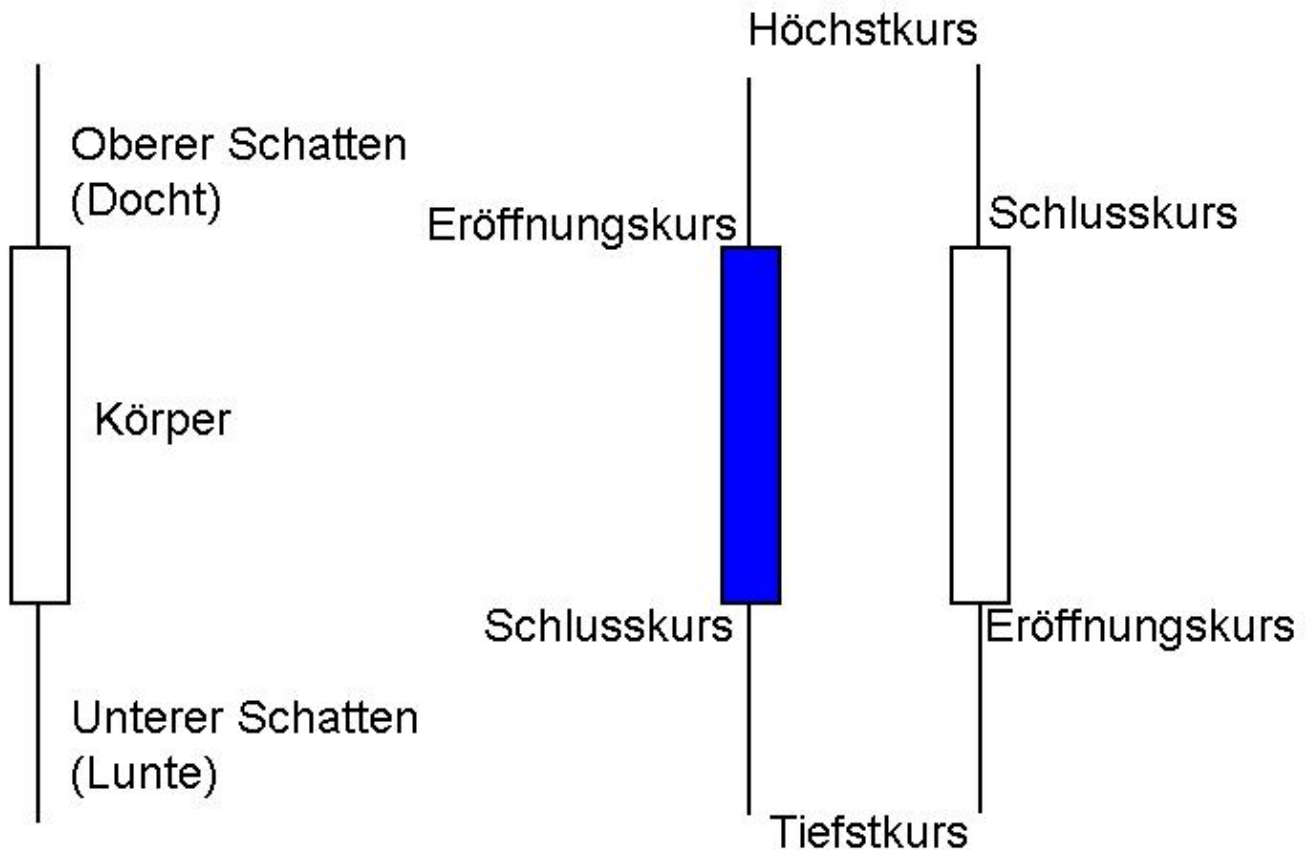 Höchstkurs
Oberer Schatten
(Docht)
Eröffnungskurs
Schlusskurs
Körper
Schlusskurs
Eröffnungskurs
Unterer Schatten
(Lunte)
Tiefstkurs